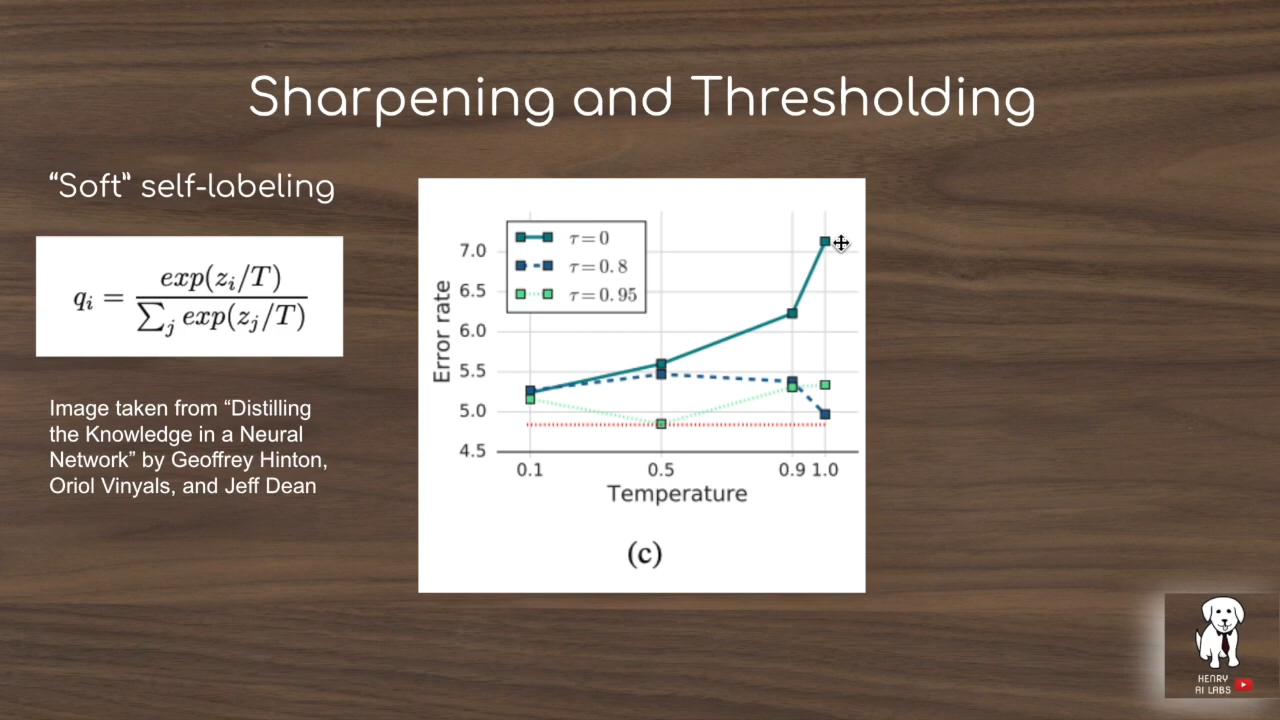 Sharpening and Thresholding
“Soft” self-labeling
q_i = exp(z_i/T) / ∑_j exp(z_j/T)
Image taken from “Distilling
the Knowledge in a Neural
Network” by Geoffrey Hinton,
Oriol Vinyals, and Jeff Dean
τ = 0
τ = 0.8
τ = 0.95
Error rate
7.0
6.5
6.0
5.5
5.0
4.5
0.1 0.5 0.9 1.0
Temperature
(c)
HENRY
AI LABS